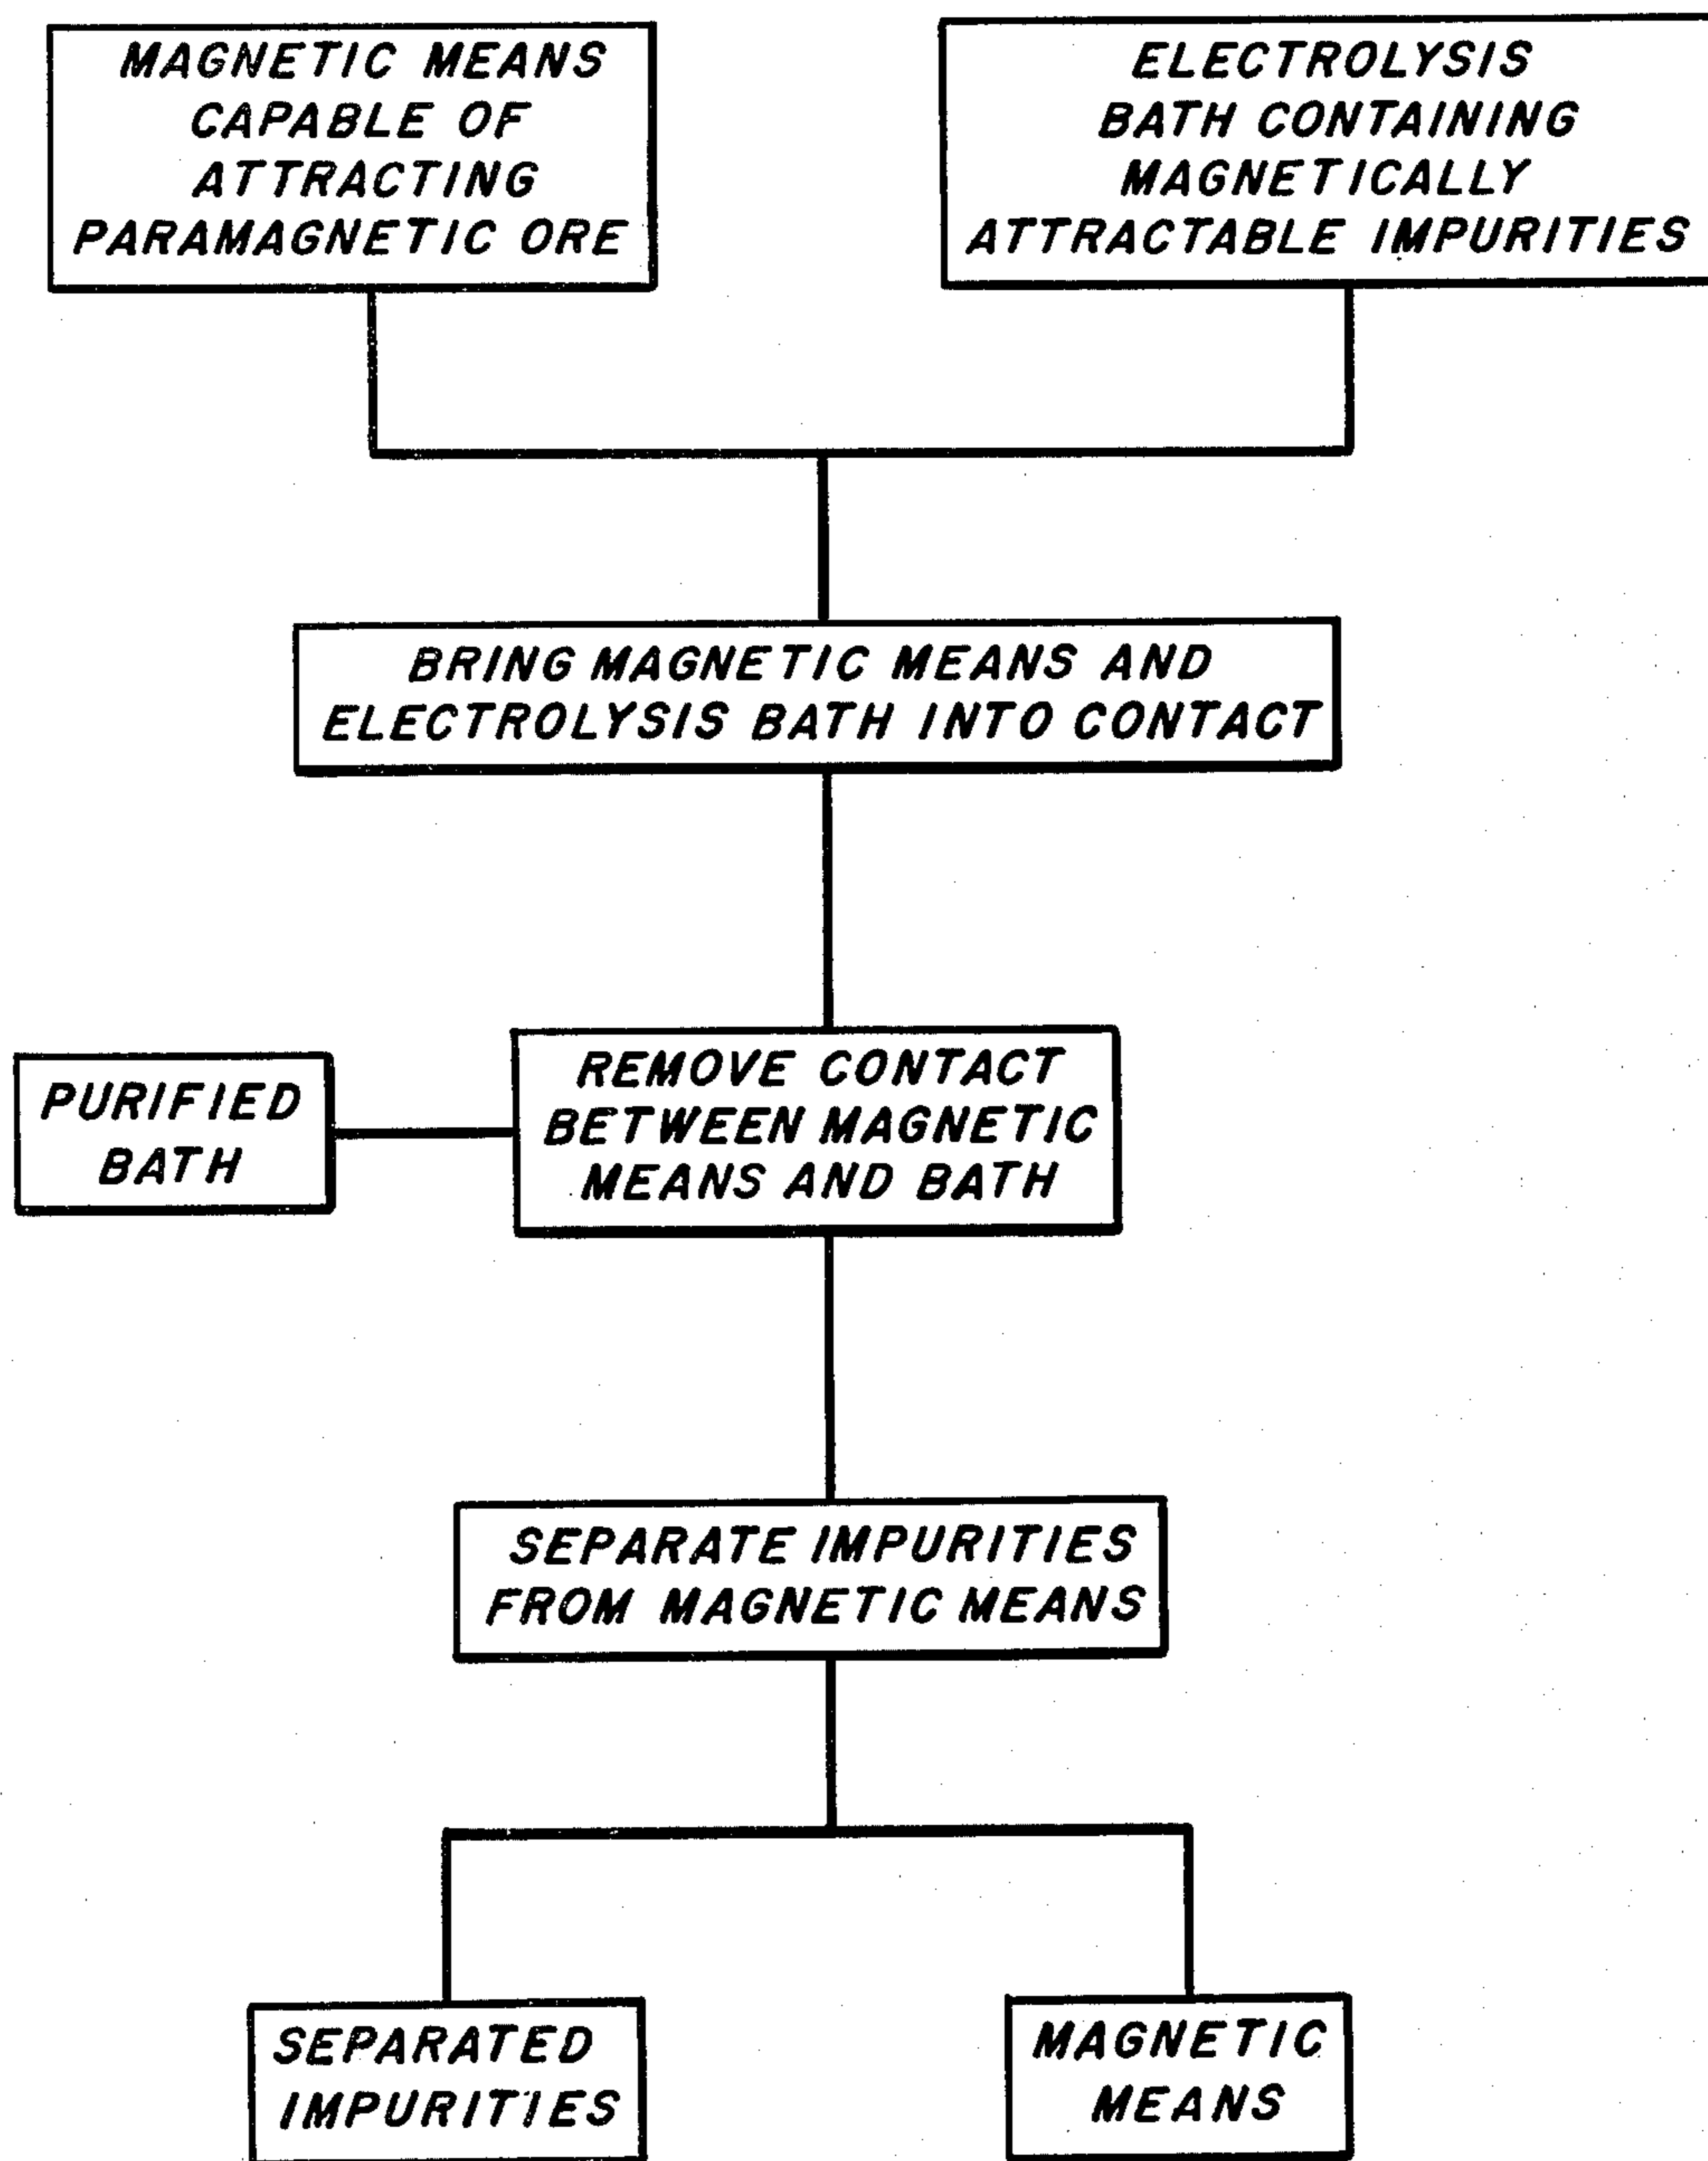 MAGNETIC MEANS
CAPABLE OF
ATTRACTING
PARAMAGNETIC ORE
ELECTROLYSIS
BATH CONTAINING
MAGNETICALLY
ATTRACTABLE IMPURITIES
BRING MAGNETIC MEANS AND
ELECTROLYSIS BATH INTO CONTACT
PURIFIED
BATH
REMOVE CONTACT
BETWEEN MAGNETIC
MEANS AND BATH
SEPARATE IMPURITIES
FROM MAGNETIC MEANS
SEPARATED
IMPURITIES
MAGNETIC
MEANS